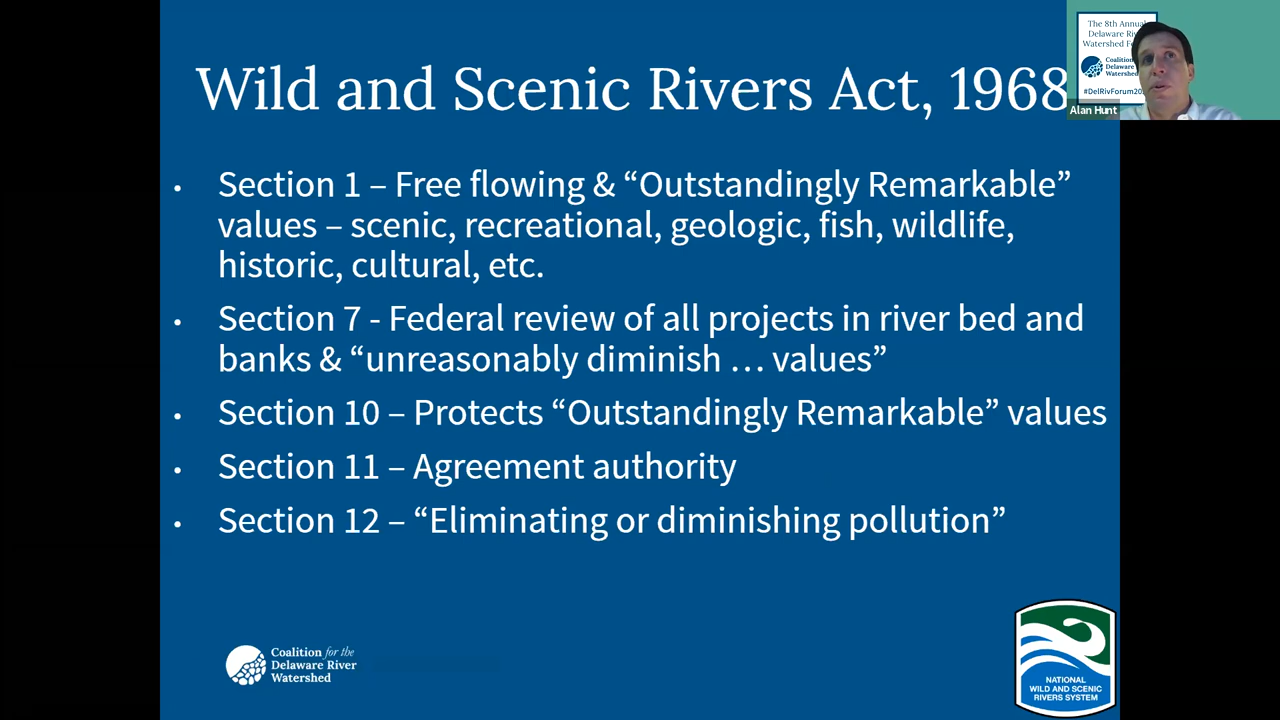 Wild and Scenic Rivers Act, 1968
The 8th Annual
Delaware
Watershed
Coalition
Delaware
Watershed
#DelRivForum20
Alan Hunt
• Section 1 – Free flowing & “Outstandingly Remarkable”
values – scenic, recreational, geologic, fish, wildlife,
historic, cultural, etc.
• Section 7 - Federal review of all projects in river bed and
banks & “unreasonably diminish … values”
• Section 10 – Protects “Outstandingly Remarkable” values
• Section 11 – Agreement authority
• Section 12 – “Eliminating or diminishing pollution”
Coalition for the
Delaware River
Watershed
NATIONAL
WILD AND SCENIC
RIVERS SYSTEM